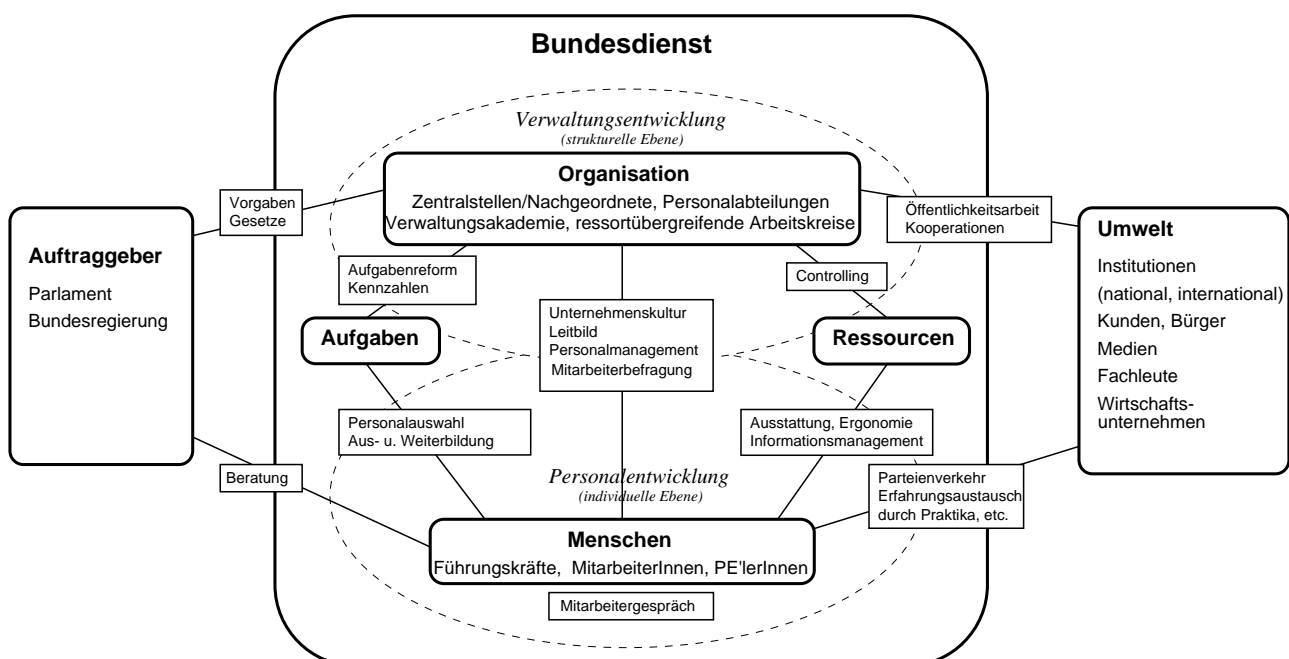 Bundesdienst
Verwaltungsentwicklung
(strukturelle Ebene)
Organisation
Zentralstellen/Nachgeordnete, Personalabteilungen
Verwaltungsakademie, ressortübergreifende Arbeitskreise
Vorgaben
Gesetze
Öffentlichkeitsarbeit
Kooperationen
Auftraggeber
Parlament
Bundesregierung
Umwelt
Institutionen
(national, international)
Kunden, Bürger
Medien
Fachleute
Wirtschafts-
unternehmen
Aufgabenreform
Kennzahlen
Controlling
Aufgaben
Unternehmenskultur
Leitbild
Personalmanagement
Mitarbeiterbefragung
Ressourcen
Personalauswahl
Aus- u. Weiterbildung
Ausstattung, Ergonomie
Informationsmanagement
Beratung
Personalentwicklung
(individuelle Ebene)
Parteienverkehr
Erfahrungsaustausch
durch Praktika, etc.
Menschen
Führungskräfte, MitarbeiterInnen, PE'lerInnen
Mitarbeitergespräch